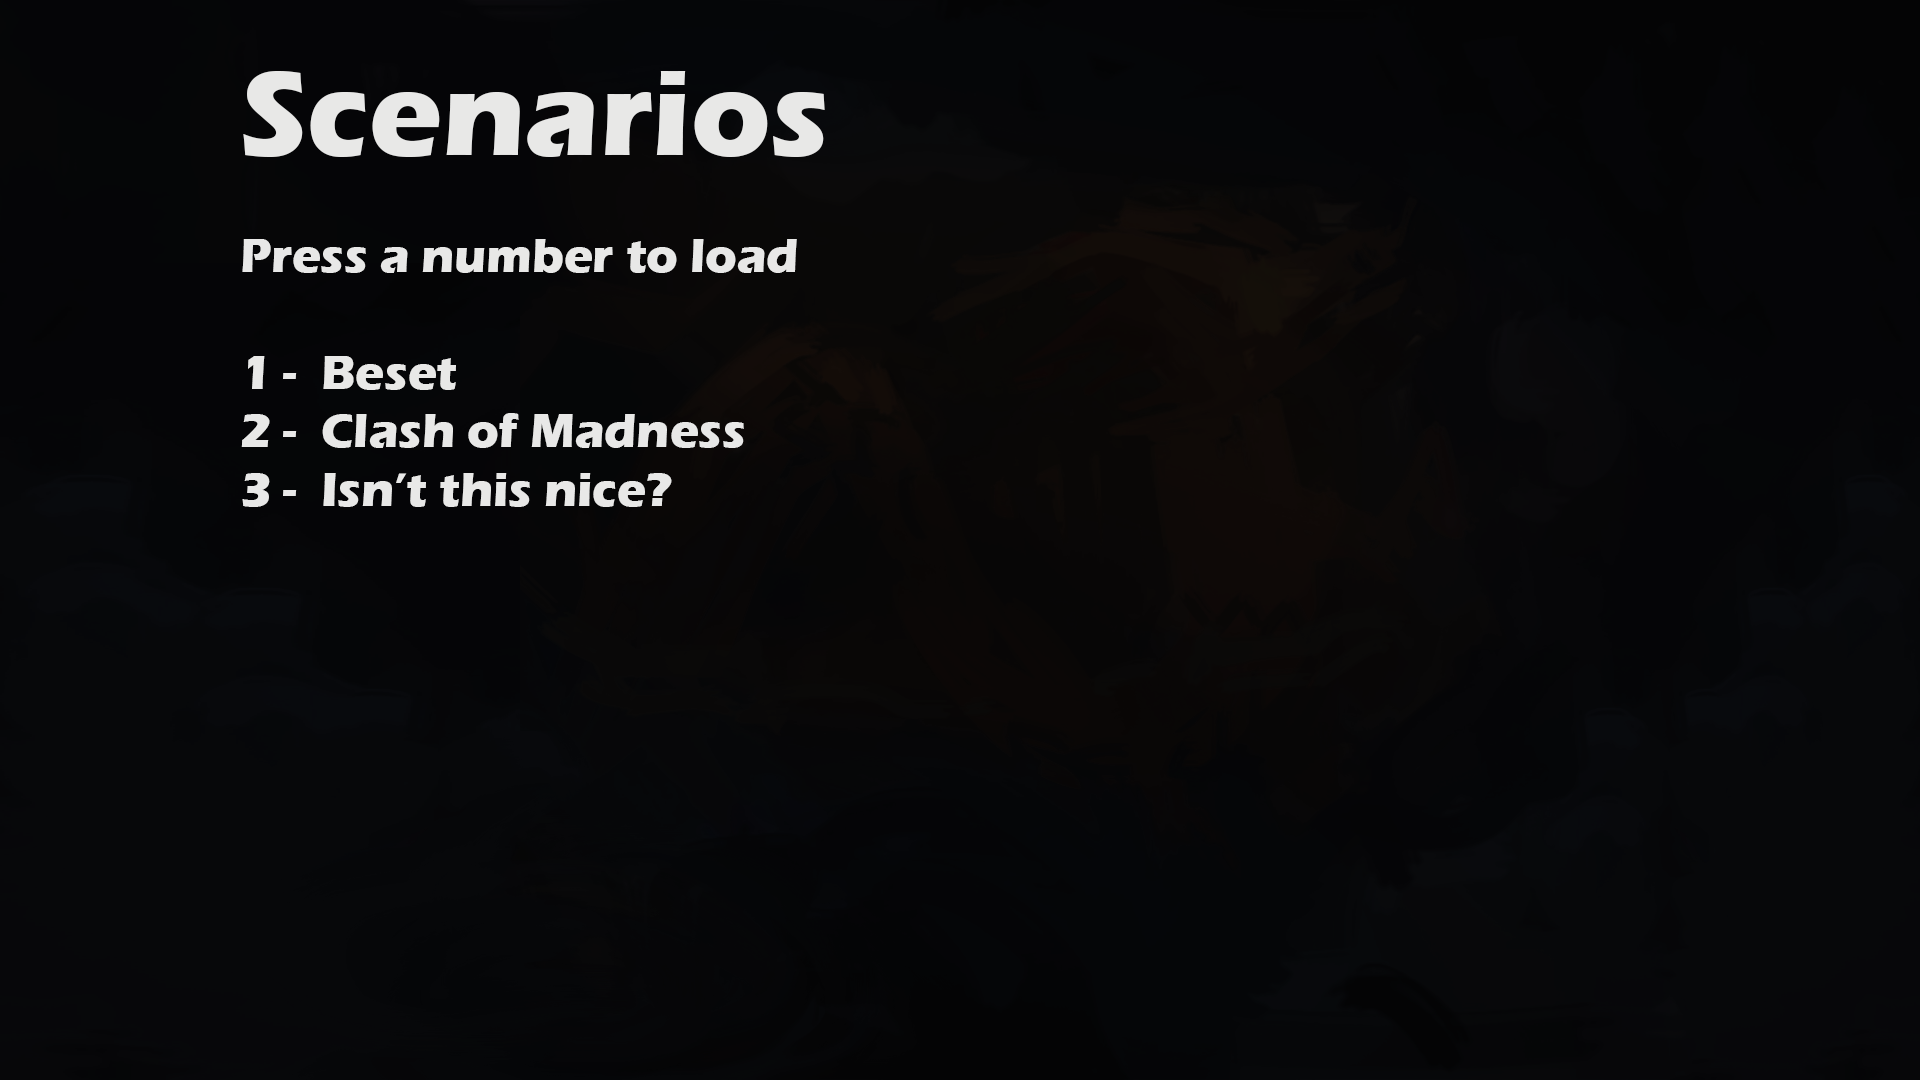 Scenarios
Press a number to load
1 - Beset
2 - Clash of Madness
3 - Isn’t this nice?